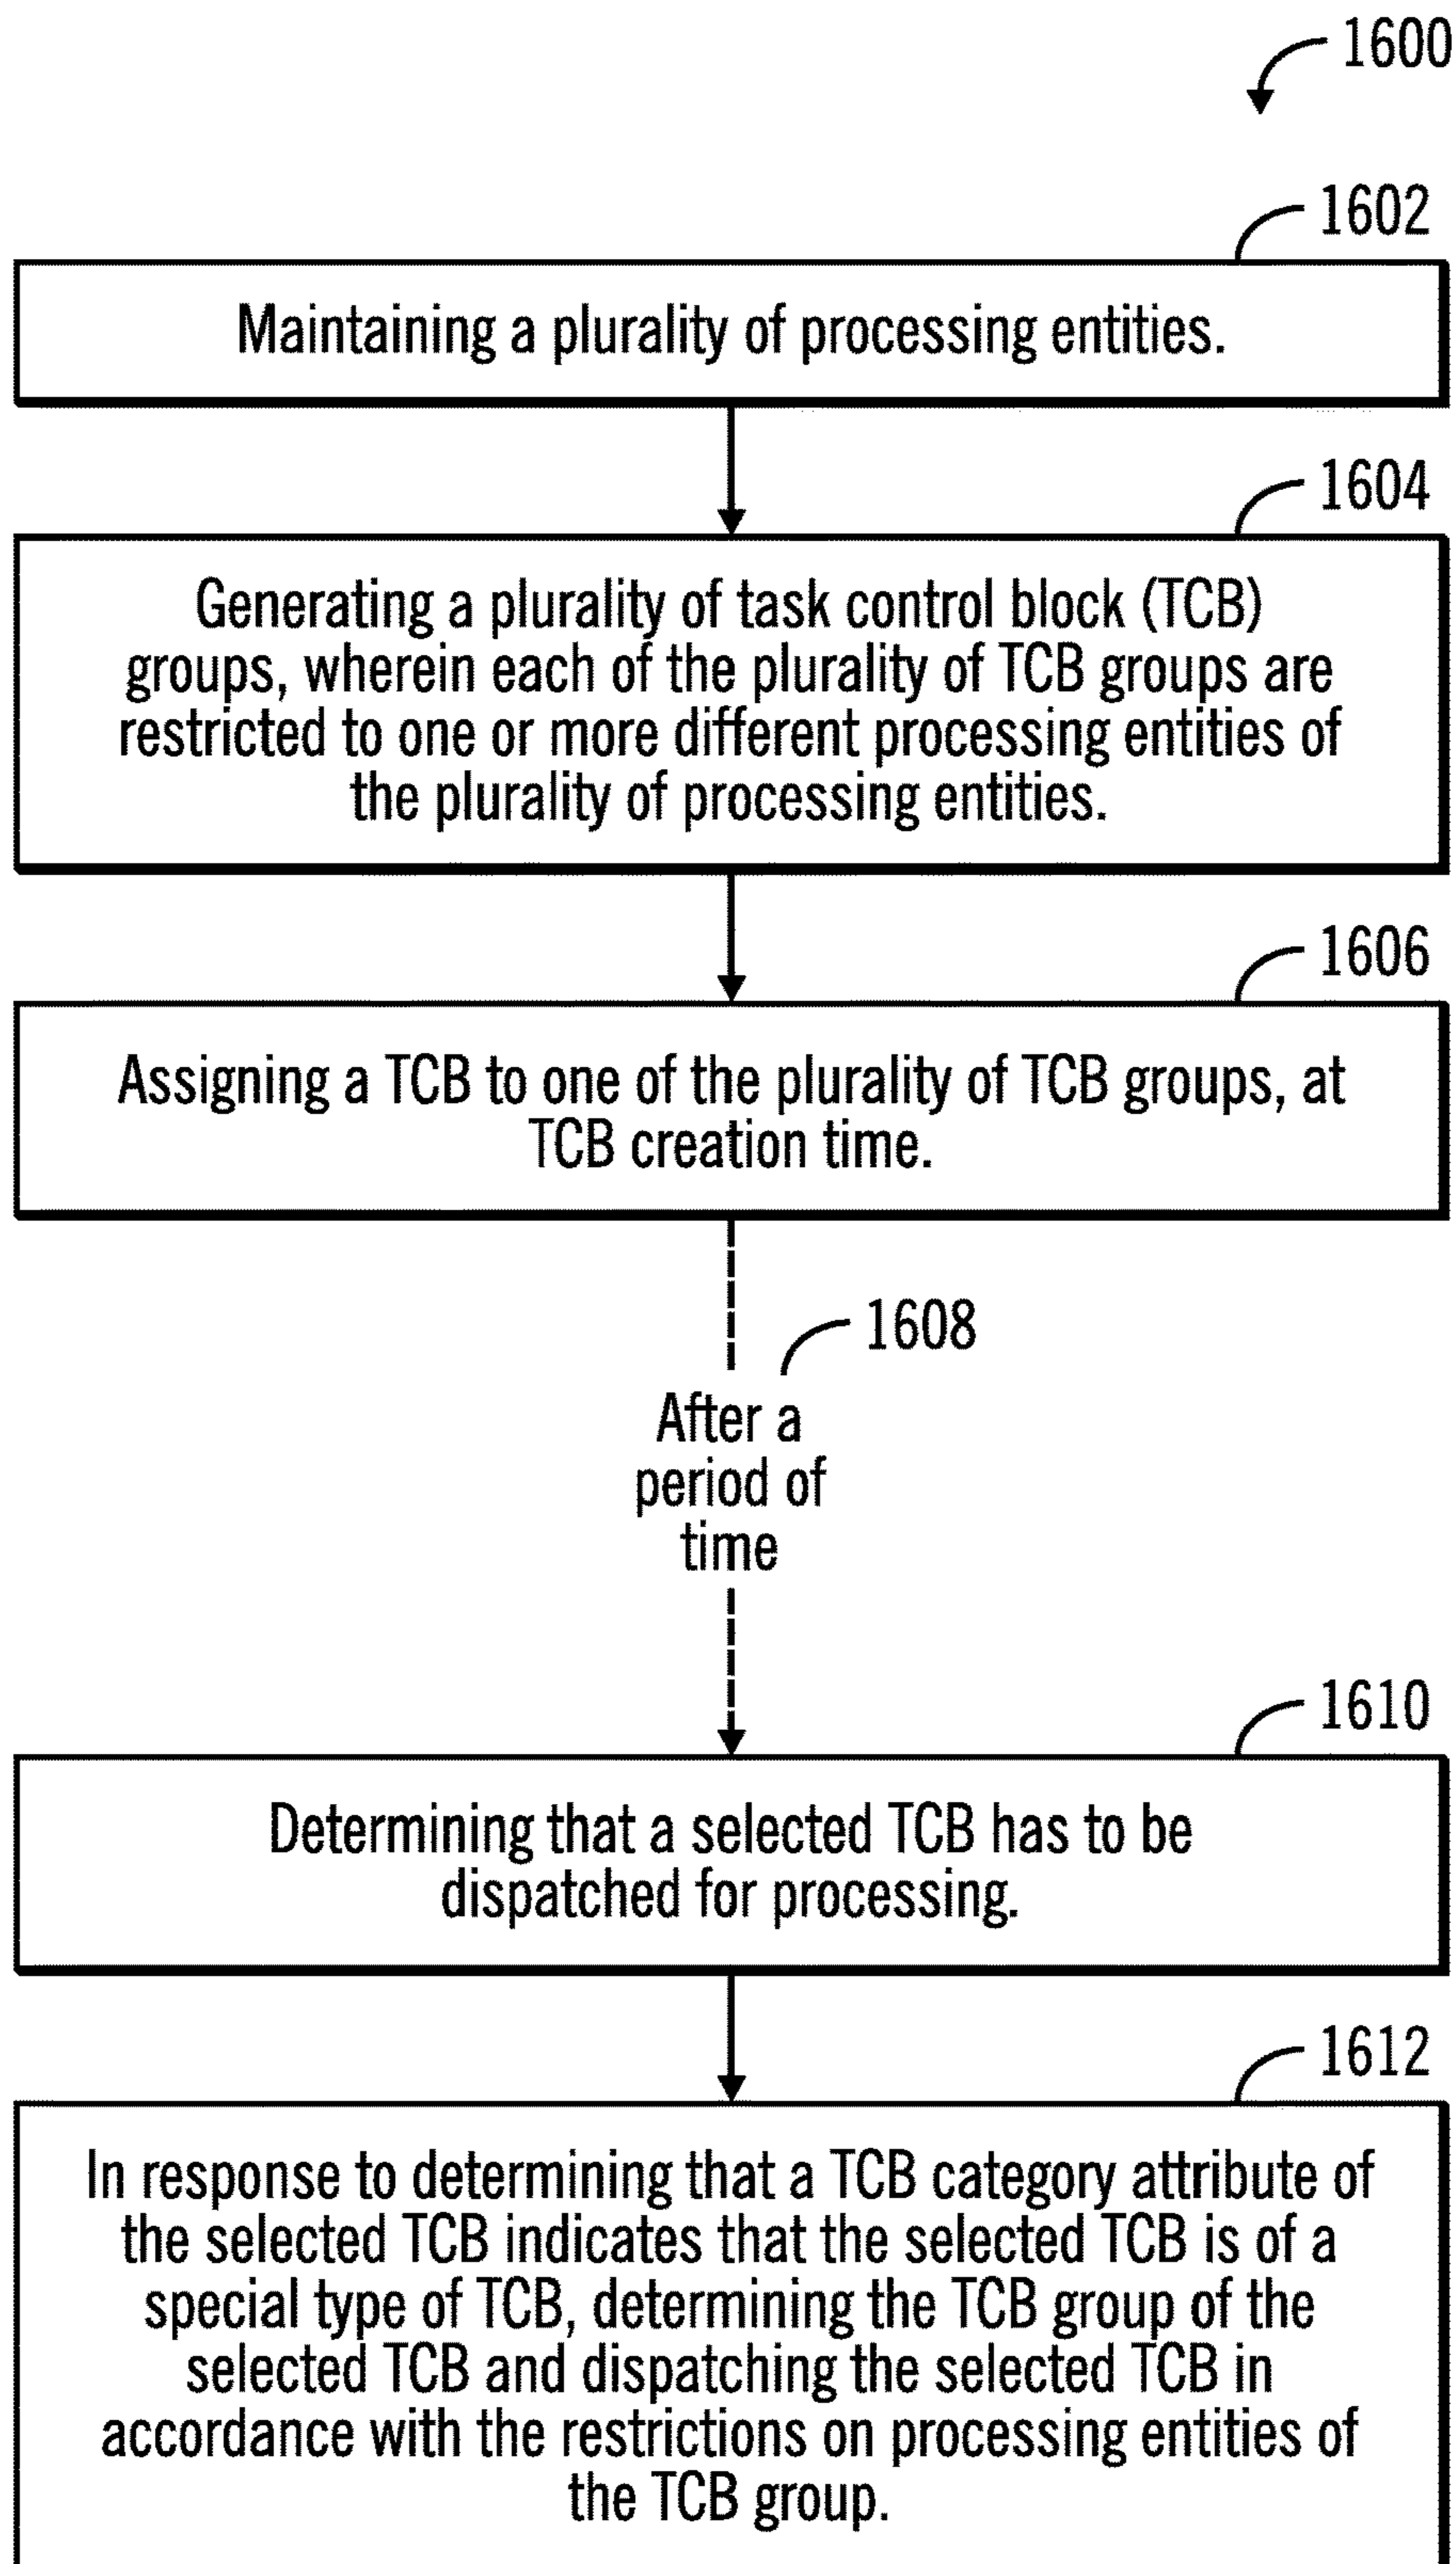 1600
1602
Maintaining a plurality of processing entities.
1604
Generating a plurality of task control block (TCB)
groups, wherein each of the plurality of TCB groups are
restricted to one or more different processing entities of
the plurality of processing entities.
1606
Assigning a TCB to one of the plurality of TCB groups, at
TCB creation time.
1608
After a
period of
time
1610
Determining that a selected TCB has to be
dispatched for processing.
1612
In response to determining that a TCB category attribute of
the selected TCB indicates that the selected TCB is of a
special type of TCB, determining the TCB group of the
selected TCB and dispatching the selected TCB in
accordance with the restrictions on processing entities of
the TCB group.